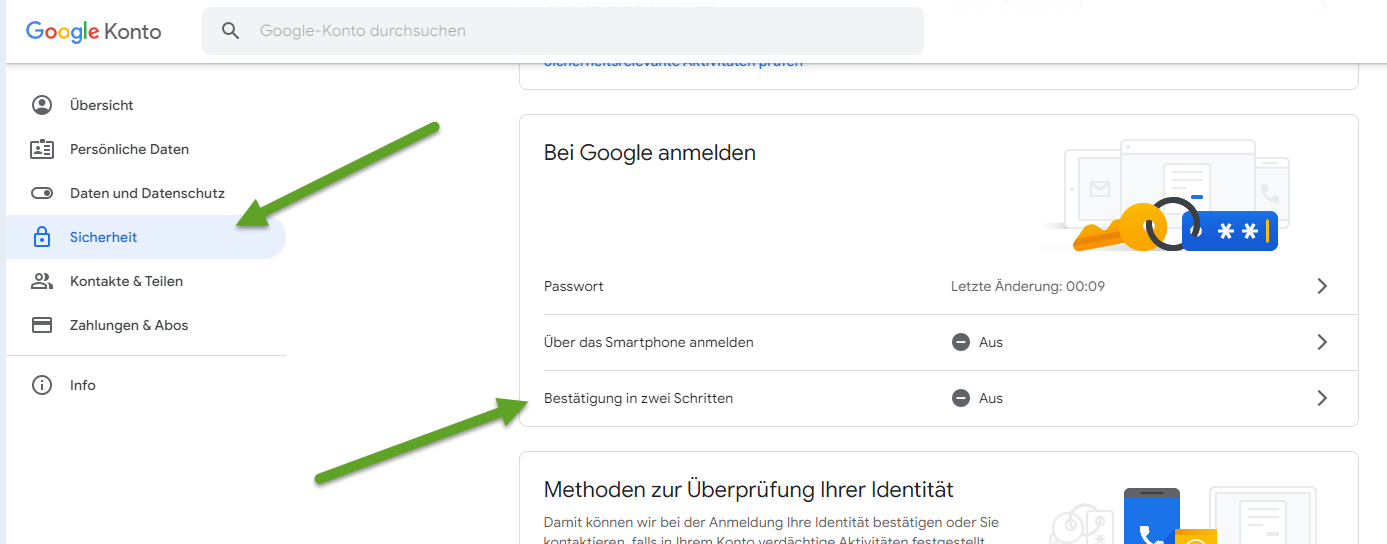 Google Konto
Google-Konto durchsuchen
00:09 Deutschland
Sicherheitsrelevante Aktivitäten prüfen
Übersicht
Persönliche Daten
Daten und Datenschutz
Sicherheit
Kontakte & Teilen
Zahlungen & Abos
Info
Bei Google anmelden
Passwort
Letzte Änderung: 00:09
Über das Smartphone anmelden
Aus
Bestätigung in zwei Schritten
Aus
Methoden zur Überprüfung Ihrer Identität
Damit können wir bei der Anmeldung Ihre Identität bestätigen oder Sie
kontaktieren, falls in Ihrem Konto verdächtige Aktivitäten festgestellt